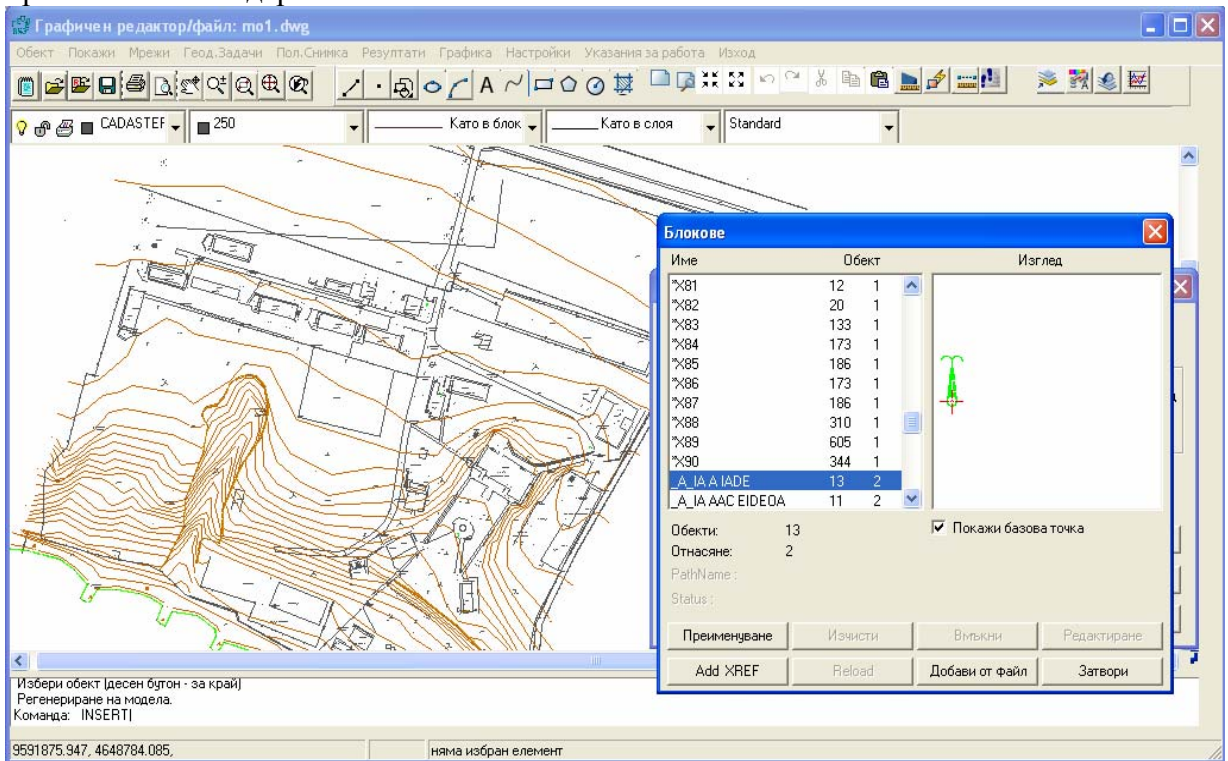 Графичен редактор/файл: mo1.dwg
Обект Покажи Мрежи Геод.Задачи Пол.Снимка Резултати Графика Настройки Указания за работа Изход
CADASTEF 250 Като в блок Като в слоя Standard
Блокове
Име Обект Изглед
*X81 12 1
*X82 20 1
*X83 133 1
*X84 173 1
*X85 186 1
*X86 173 1
*X87 186 1
*X88 310 1
*X89 605 1
*X90 344 1
_A_IA A IADE 13 2
_A_IA AAC EIDEOA 11 2
Обекти: 13
Покажи базова точка
Отнасяне: 2
PathName :
Status :
Преименуване Изчисти Вмъкни Редактиране
Add XREF Reload Добави от файл Затвори
Избери обект (десен бутон - за край)
Регенериране на модела.
Команда: INSERT
9591875.947, 4648784.085, няма избран елемент